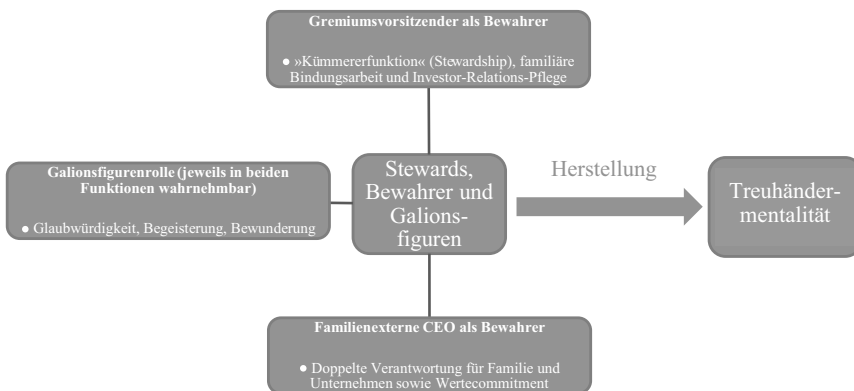 Gremiumsvorsitzender als Bewahrer
● »Kümmererfunktion« (Stewardship), familiäre
Bindungsarbeit und Investor-Relations-Pflege
Galionsfigurenrolle (jeweils in beiden
Funktionen wahrnehmbar)
● Glaubwürdigkeit, Begeisterung, Bewunderung
Stewards,
Bewahrer und
Galions-
figuren
Herstellung
Treuhänder-
mentalität
Familienexterne CEO als Bewahrer
● Doppelte Verantwortung für Familie und
Unternehmen sowie Wertecommitment